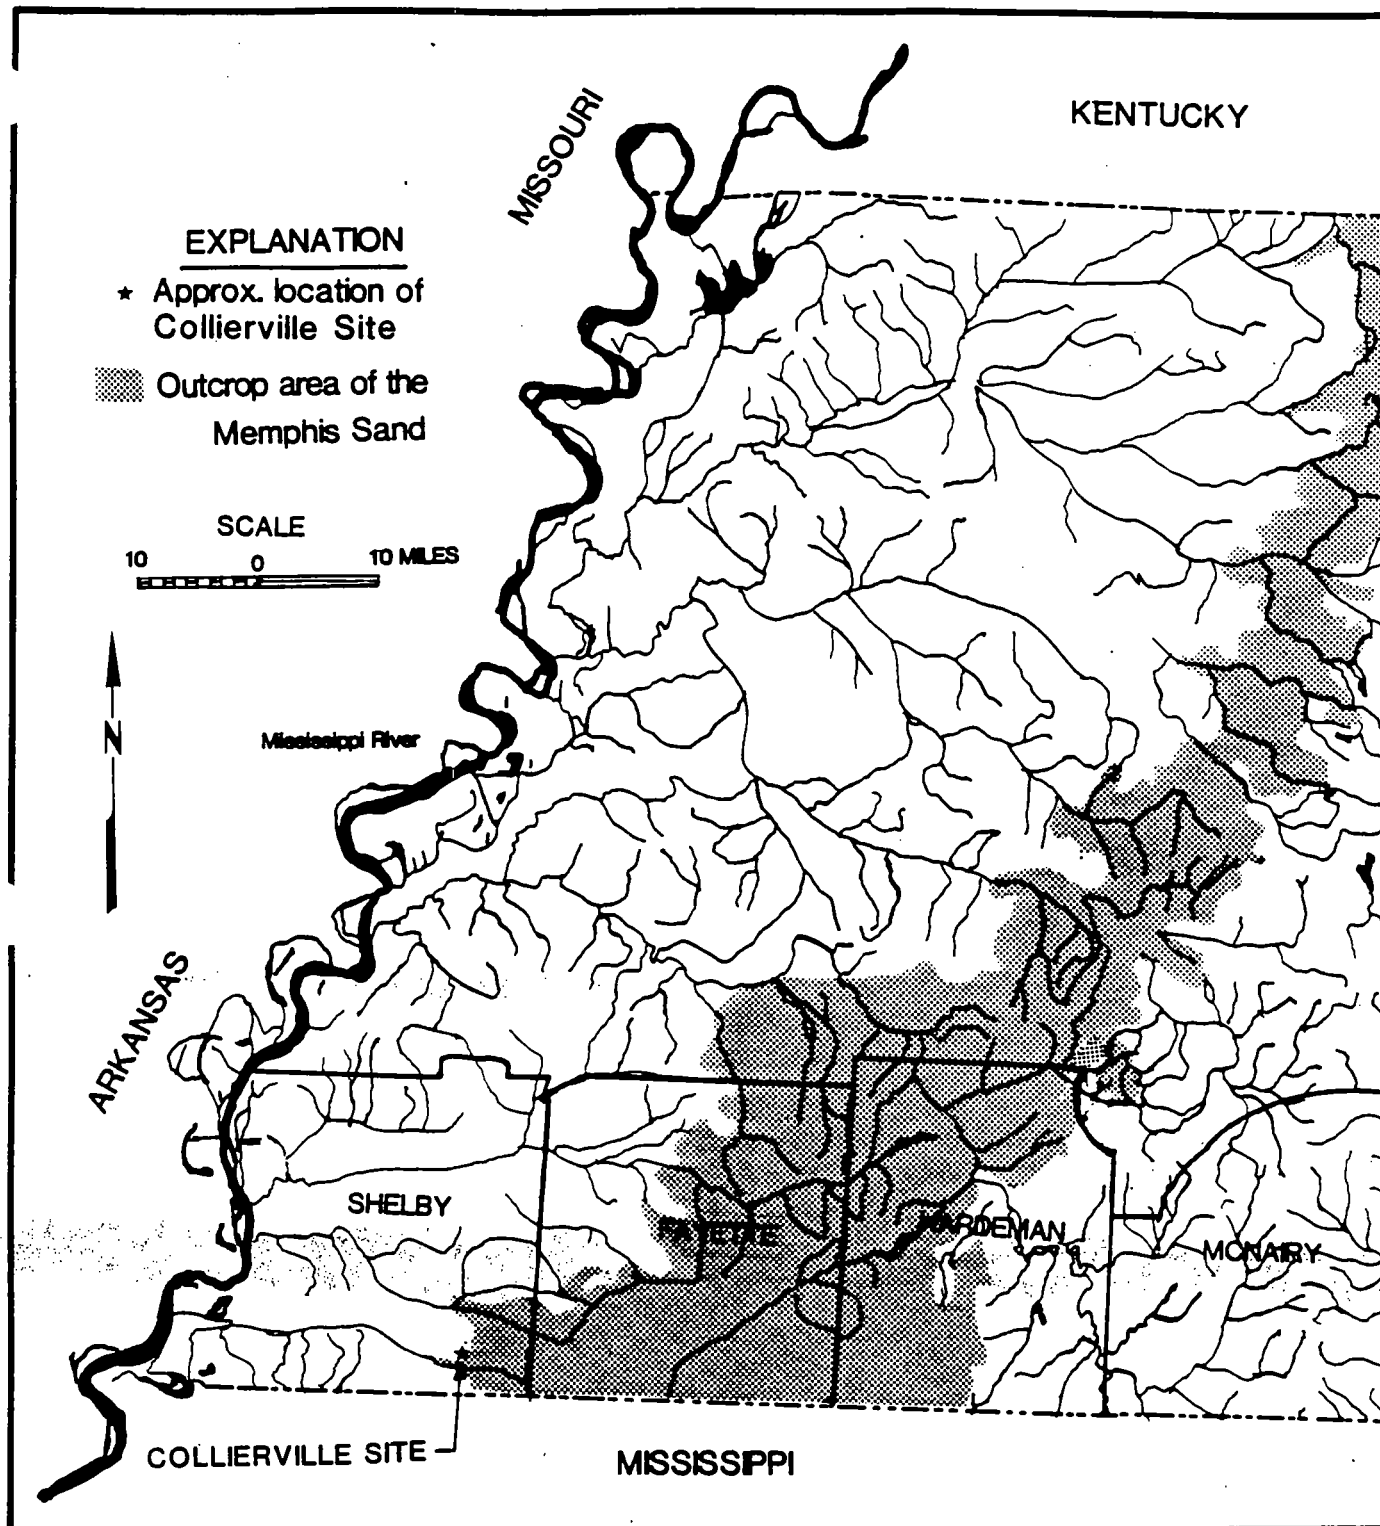 KENTUCKY
MISSOURI
EXPLANATION
★ Approx. location of
Collierville Site
Outcrop area of the
Memphis Sand
SCALE
10 0 10 MILES
N
Mississippi River
ARKANSAS
SHELBY
FAYETTE
HARDEMAN
MCNAIRY
COLLIERVILLE SITE
MISSISSIPPI